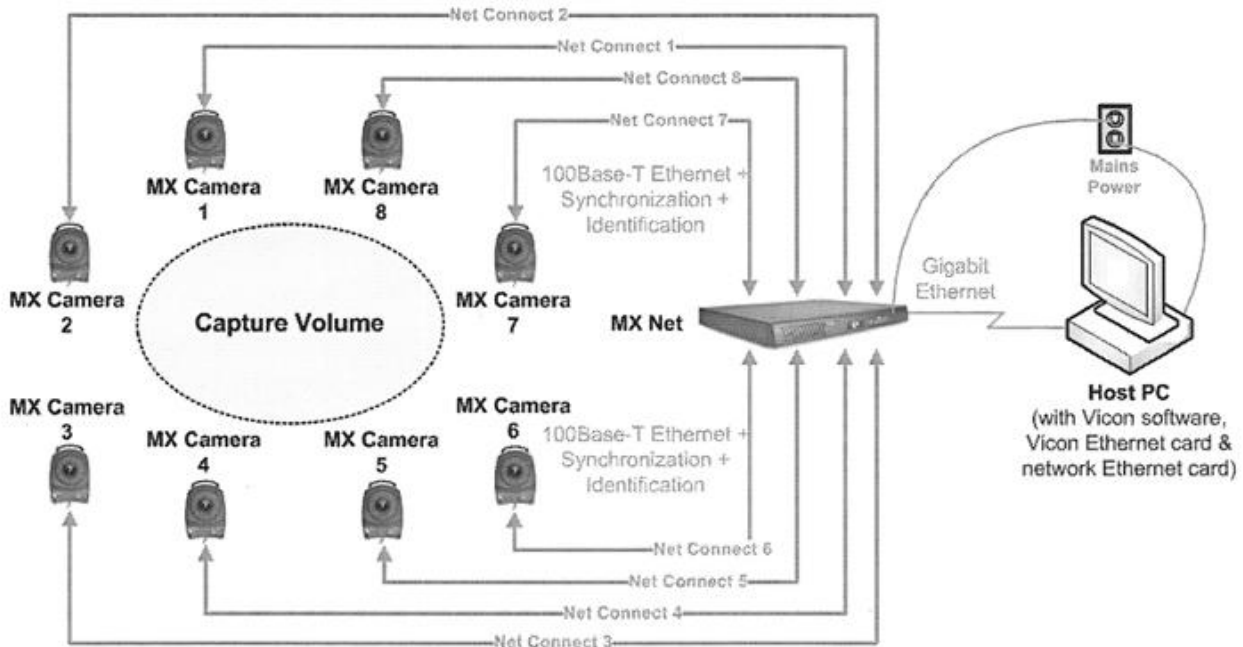 Net Connect 2
Net Connect 1
Net Connect 8
Net Connect 7
MX Camera
1
MX Camera
8
100Base-T Ethernet +
Synchronization +
Identification
Mains
Power
MX Camera
2
Capture Volume
MX Camera
7
MX Net
Gigabit
Ethernet
MX Camera
3
MX Camera
4
MX Camera
5
MX Camera
6
100Base-T Ethernet +
Synchronization +
Identification
Host PC
(with Vicon software,
Vicon Ethernet card &
network Ethernet card)
Net Connect 6
Net Connect 5
Net Connect 4
Net Connect 3